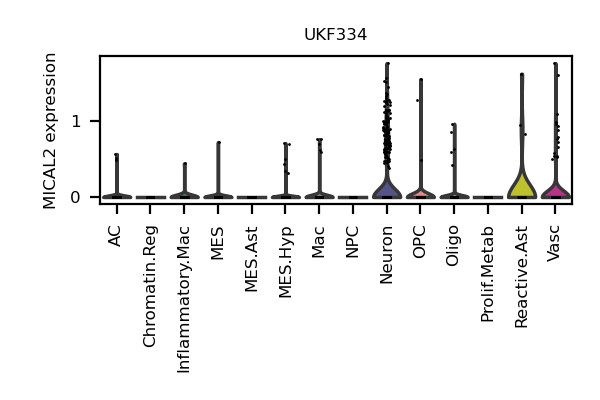 UKF334
MICAL2 expression
1
0
AC
Chromatin.Reg
Inflammatory.Mac
MES
MES.Ast
MES.Hyp
Mac
NPC
Neuron
OPC
Oligo
Prolif.Metab
Reactive.Ast
Vasc